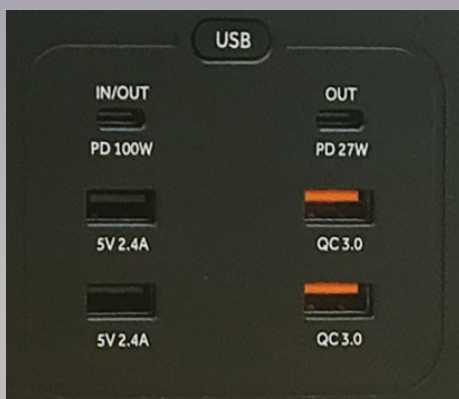 USB
IN/OUT OUT
PD 100W PD 27W
5V 2.4A QC 3.0
5V 2.4A QC 3.0